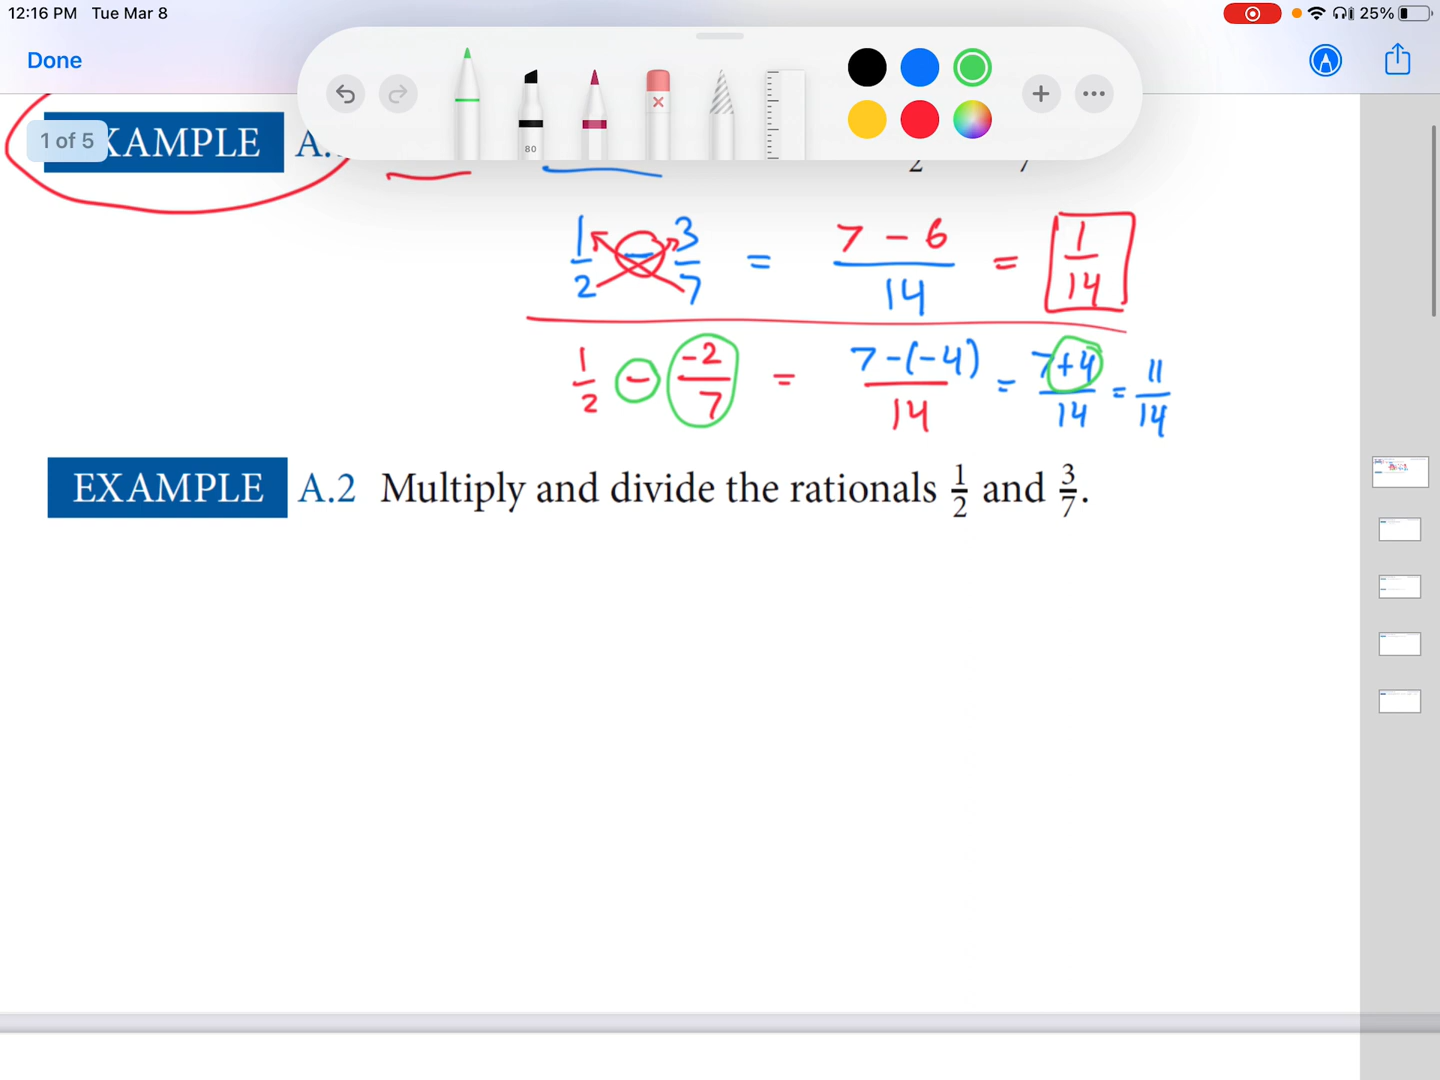 12:16 PM Tue Mar 8
25%
Done
80
1 of 5
XAMPLE A.
2 7
1/2 - 3/7 = 7 - 6/14 = 1/14
1/2 - -2/7 = 7-(-4)/14 = 7+4/14 = 11/14
EXAMPLE A.2 Multiply and divide the rationals 1/2 and 3/7.